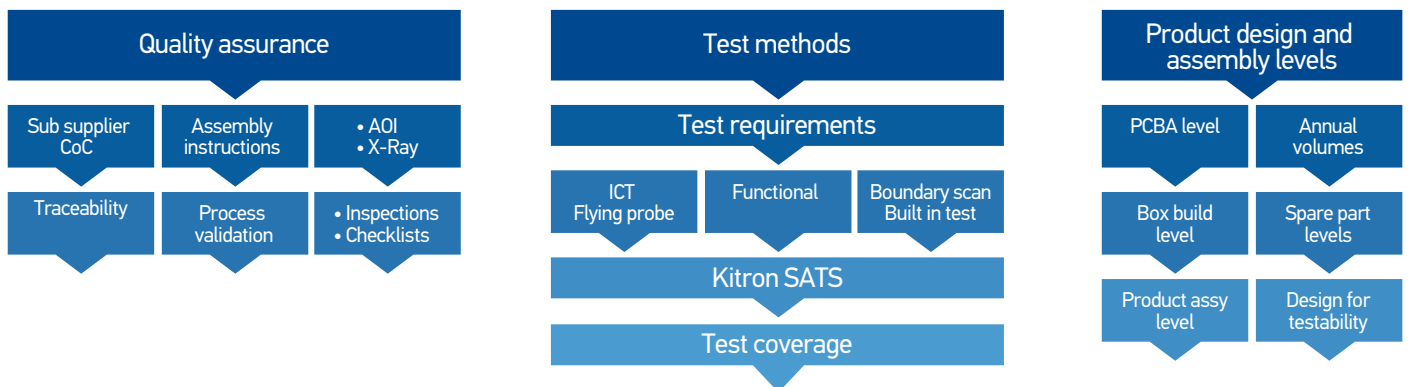 Quality assurance
Sub supplier
CoC
Assembly
instructions
• AOI
• X-Ray
Traceability
Process
validation
• Inspections
• Checklists
Test methods
Test requirements
ICT
Flying probe
Functional
Boundary scan
Built in test
Kitron SATS
Test coverage
Product design and
assembly levels
PCBA level
Annual
volumes
Box build
level
Spare part
levels
Product assy
level
Design for
testability